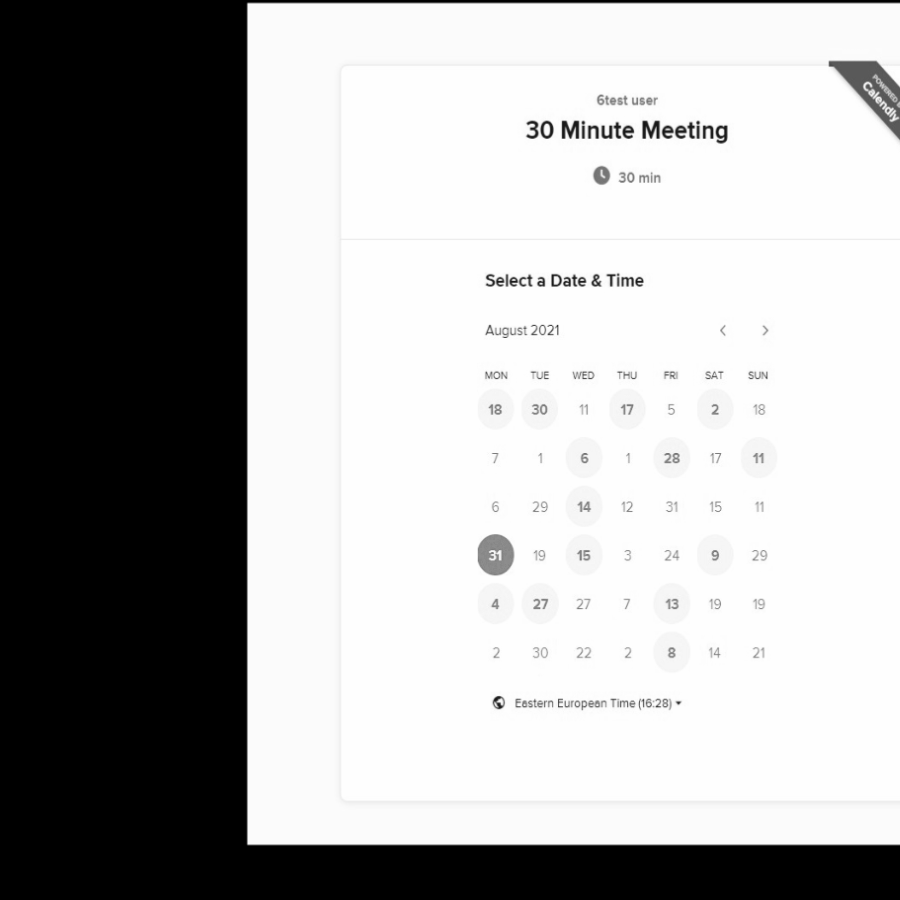 POWERED
Calendly
6test user
30 Minute Meeting
30 min
Select a Date & Time
August 2021
MON TUE WED THU FRI SAT SUN
18 30 11 17 5 2 18
7 1 6 1 28 17 11
6 29 14 12 31 15 11
31 19 15 3 24 9 29
4 27 27 7 13 19 19
2 30 22 2 8 14 21
Eastern European Time (16:28)